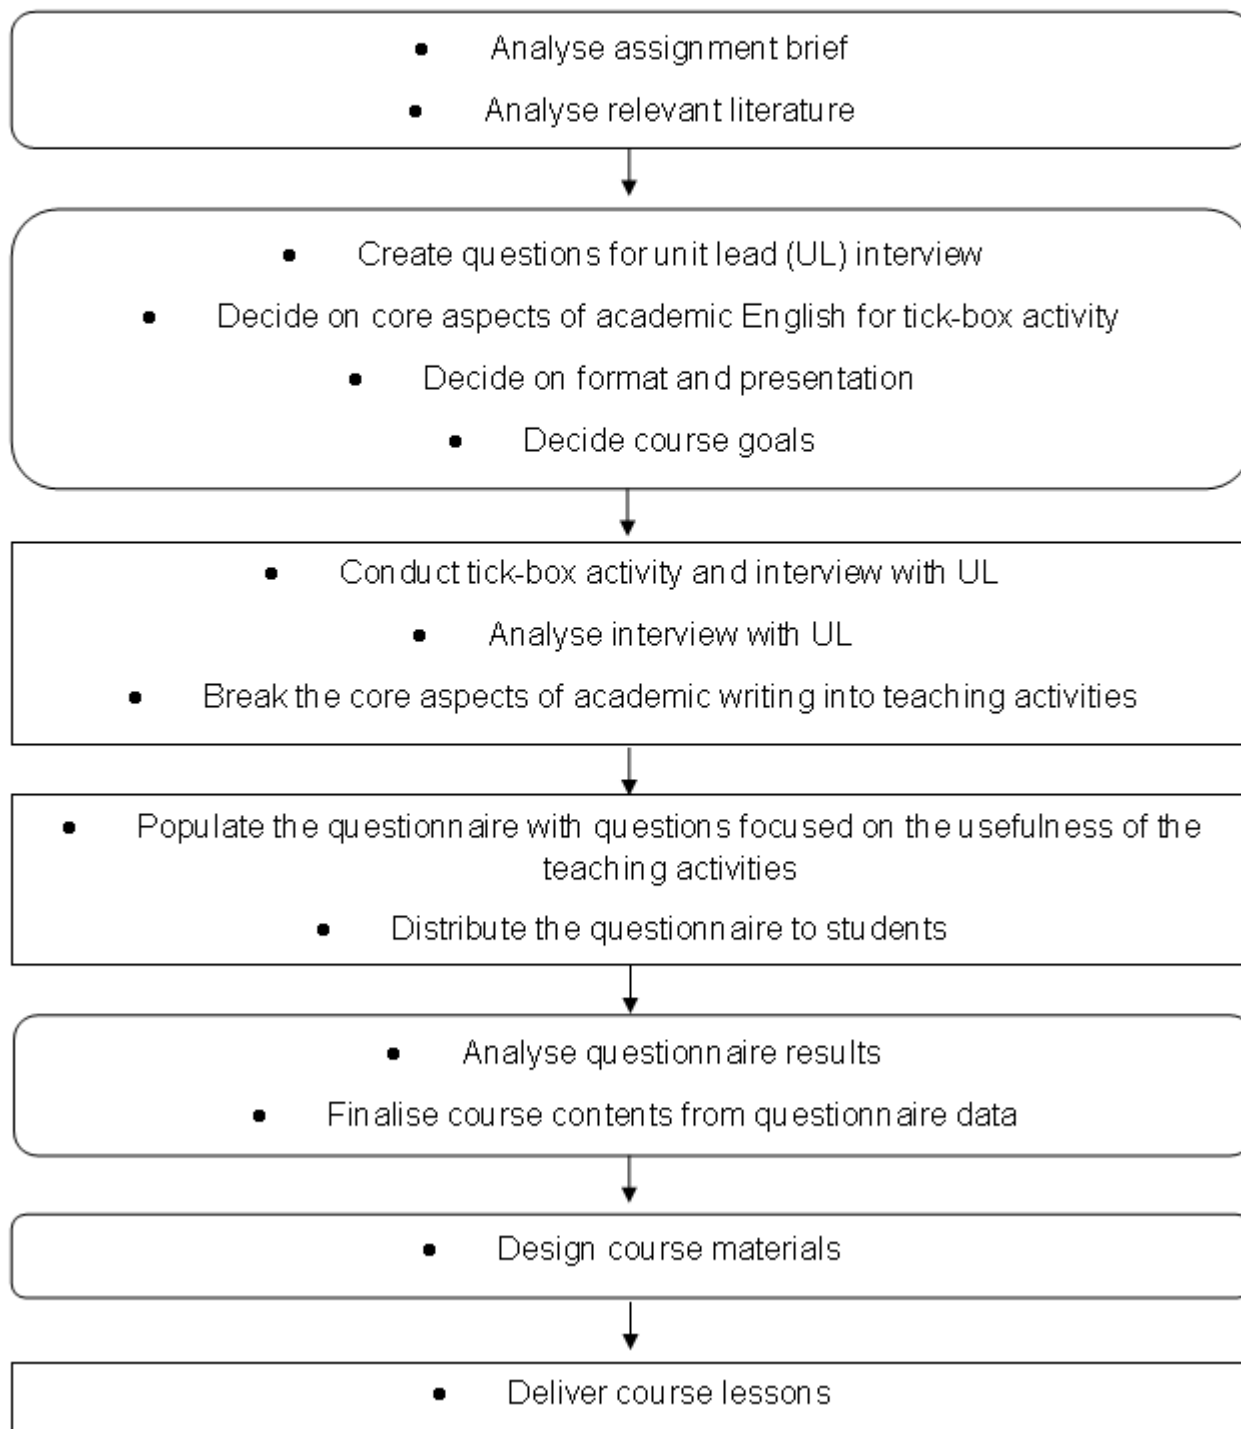 • Analyse assignment brief
• Analyse relevant literature
• Create questions for unit lead (UL) interview
• Decide on core aspects of academic English for tick-box activity
• Decide on format and presentation
• Decide course goals
• Conduct tick-box activity and interview with UL
• Analyse interview with UL
• Break the core aspects of academic writing into teaching activities
• Populate the questionnaire with questions focused on the usefulness of the
teaching activities
• Distribute the questionnaire to students
• Analyse questionnaire results
• Finalise course contents from questionnaire data
• Design course materials
• Deliver course lessons